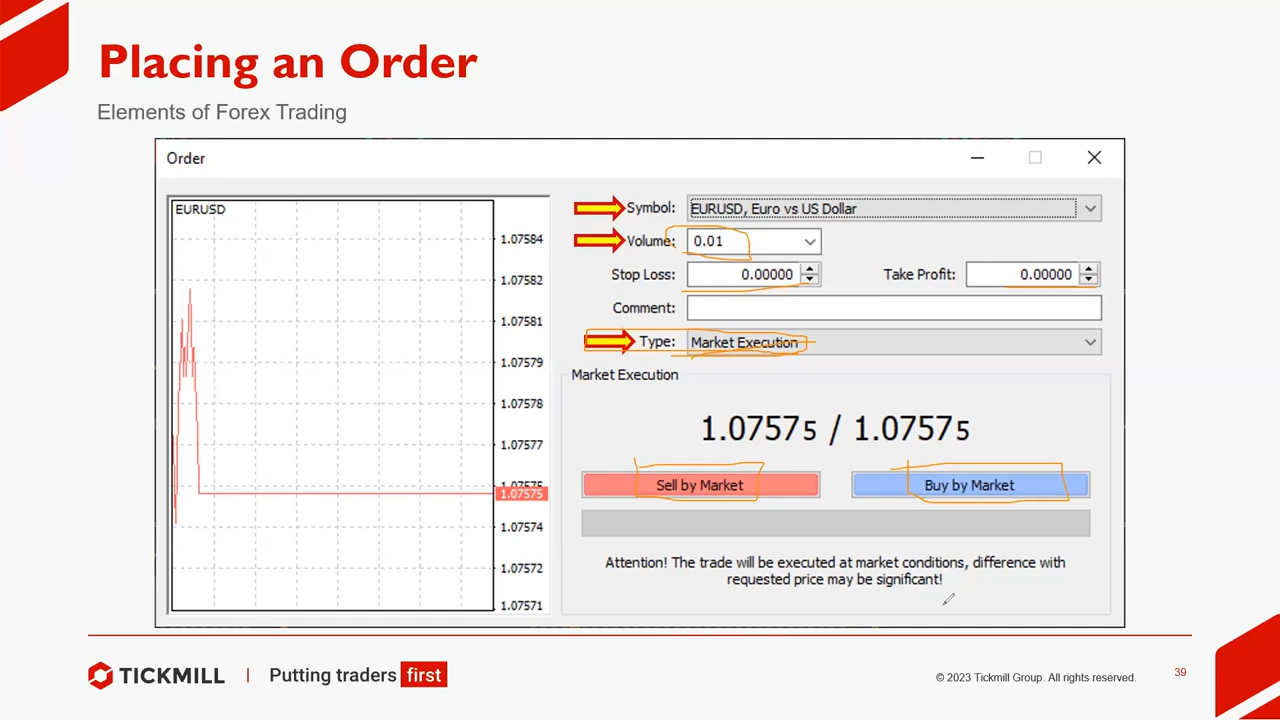 Placing an Order
Elements of Forex Trading
Order
EURUSD
1.07584
1.07582
1.07581
1.07579
1.07578
1.07577
1.07575
1.07575
1.07574
1.07572
1.07571
Symbol: EURUSD, Euro vs US Dollar
Volume: 0.01
Stop Loss: 0.00000 Take Profit: 0.00000
Comment:
Type: Market Execution
Market Execution
1.07575 / 1.07575
Sell by Market Buy by Market
Attention! The trade will be executed at market conditions, difference with
requested price may be significant!
TICKMILL | Putting traders first
© 2023 Tickmill Group. All rights reserved. 39